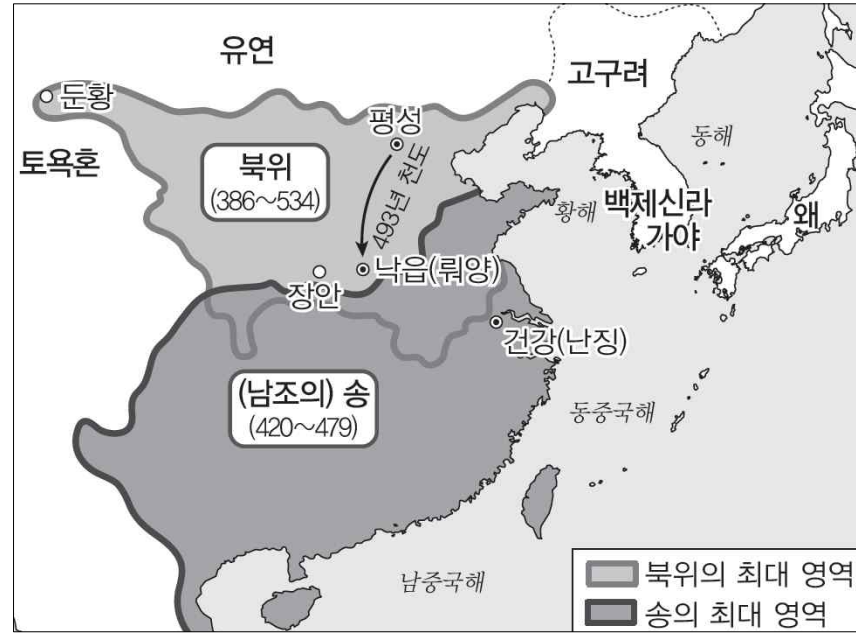 유연
고구려
둔황
평성
동해
토욕혼
북위
(386～534)
493년 천도
황해
백제신라
가야
왜
낙읍(뤄양)
장안
건강(난징)
(남조의) 송
(420～479)
동중국해
남중국해
북위의 최대 영역
송의 최대 영역